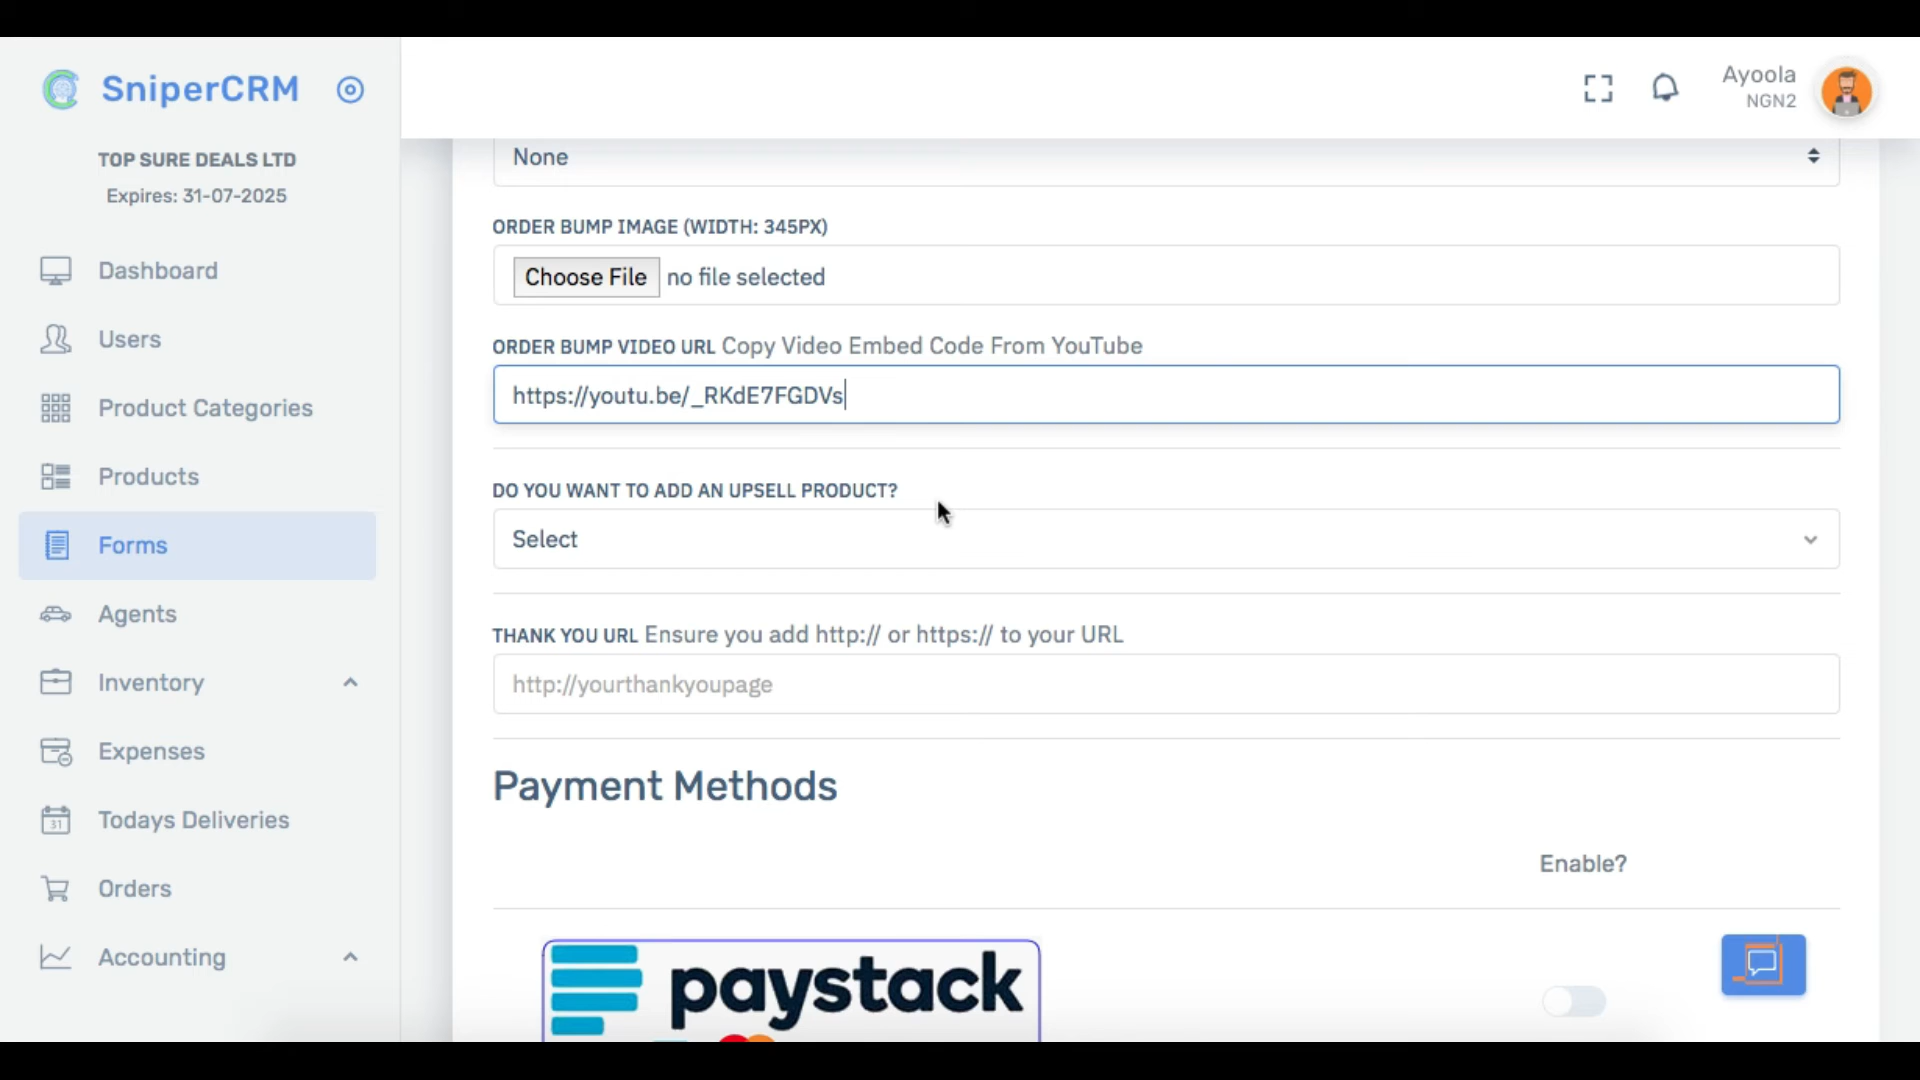 SniperCRM
Ayoola
NGN2
TOP SURE DEALS LTD
Expires: 31-07-2025
Dashboard
Users
Product Categories
Products
Forms
Agents
Inventory
Expenses
31
Todays Deliveries
Orders
Accounting
None
ORDER BUMP IMAGE (WIDTH: 345PX)
Choose File no file selected
ORDER BUMP VIDEO URL Copy Video Embed Code From YouTube
https://youtu.be/_RKdE7FGDVs
DO YOU WANT TO ADD AN UPSELL PRODUCT?
Select
THANK YOU URL Ensure you add http:// or https:// to your URL
http://yourthankyoupage
Payment Methods
Enable?
paystack